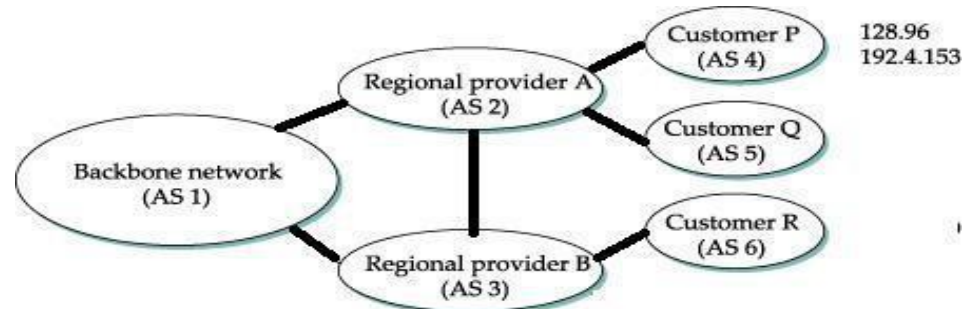 Customer P
(AS 4)
128.96
192.4.153
Regional provider A
(AS 2)
Customer Q
(AS 5)
Backbone network
(AS 1)
Customer R
(AS 6)
Regional provider B
(AS 3)